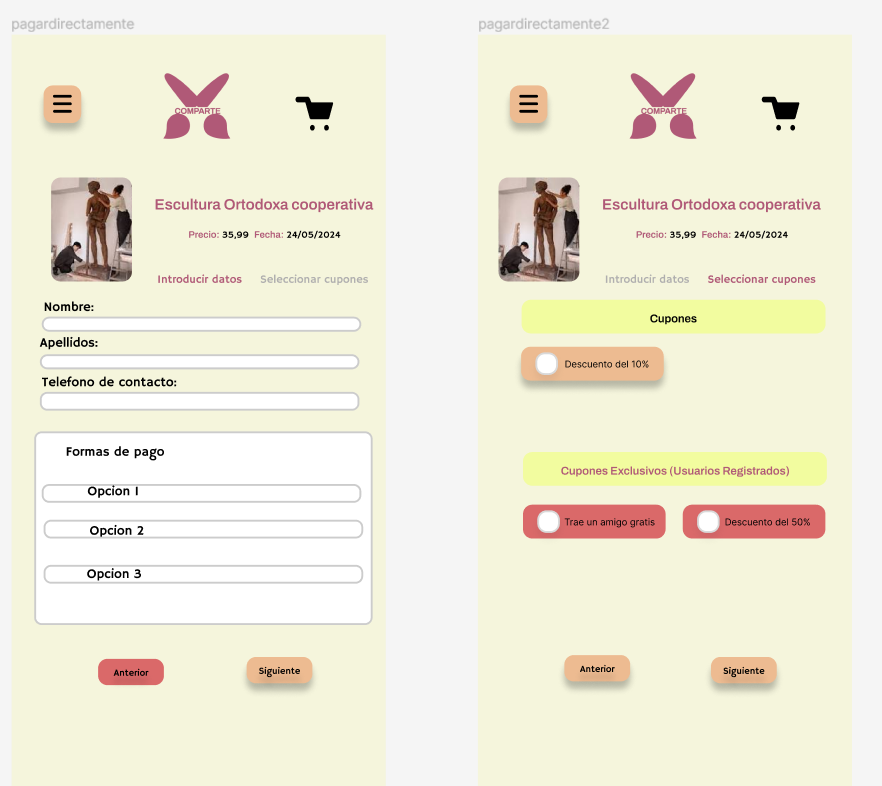 pagardirectamente
COMPARTE
Escultura Ortodoxa cooperativa
Precio: 35,99 Fecha: 24/05/2024
Introducir datos Seleccionar cupones
Nombre:
Apellidos:
Telefono de contacto:
Formas de pago
Opcion 1
Opcion 2
Opcion 3
Anterior Siguiente
pagardirectamente2
COMPARTE
Escultura Ortodoxa cooperativa
Precio: 35,99 Fecha: 24/05/2024
Introducir datos Seleccionar cupones
Cupones
Descuento del 10%
Cupones Exclusivos (Usuarios Registrados)
Trae un amigo gratis Descuento del 50%
Anterior Siguiente